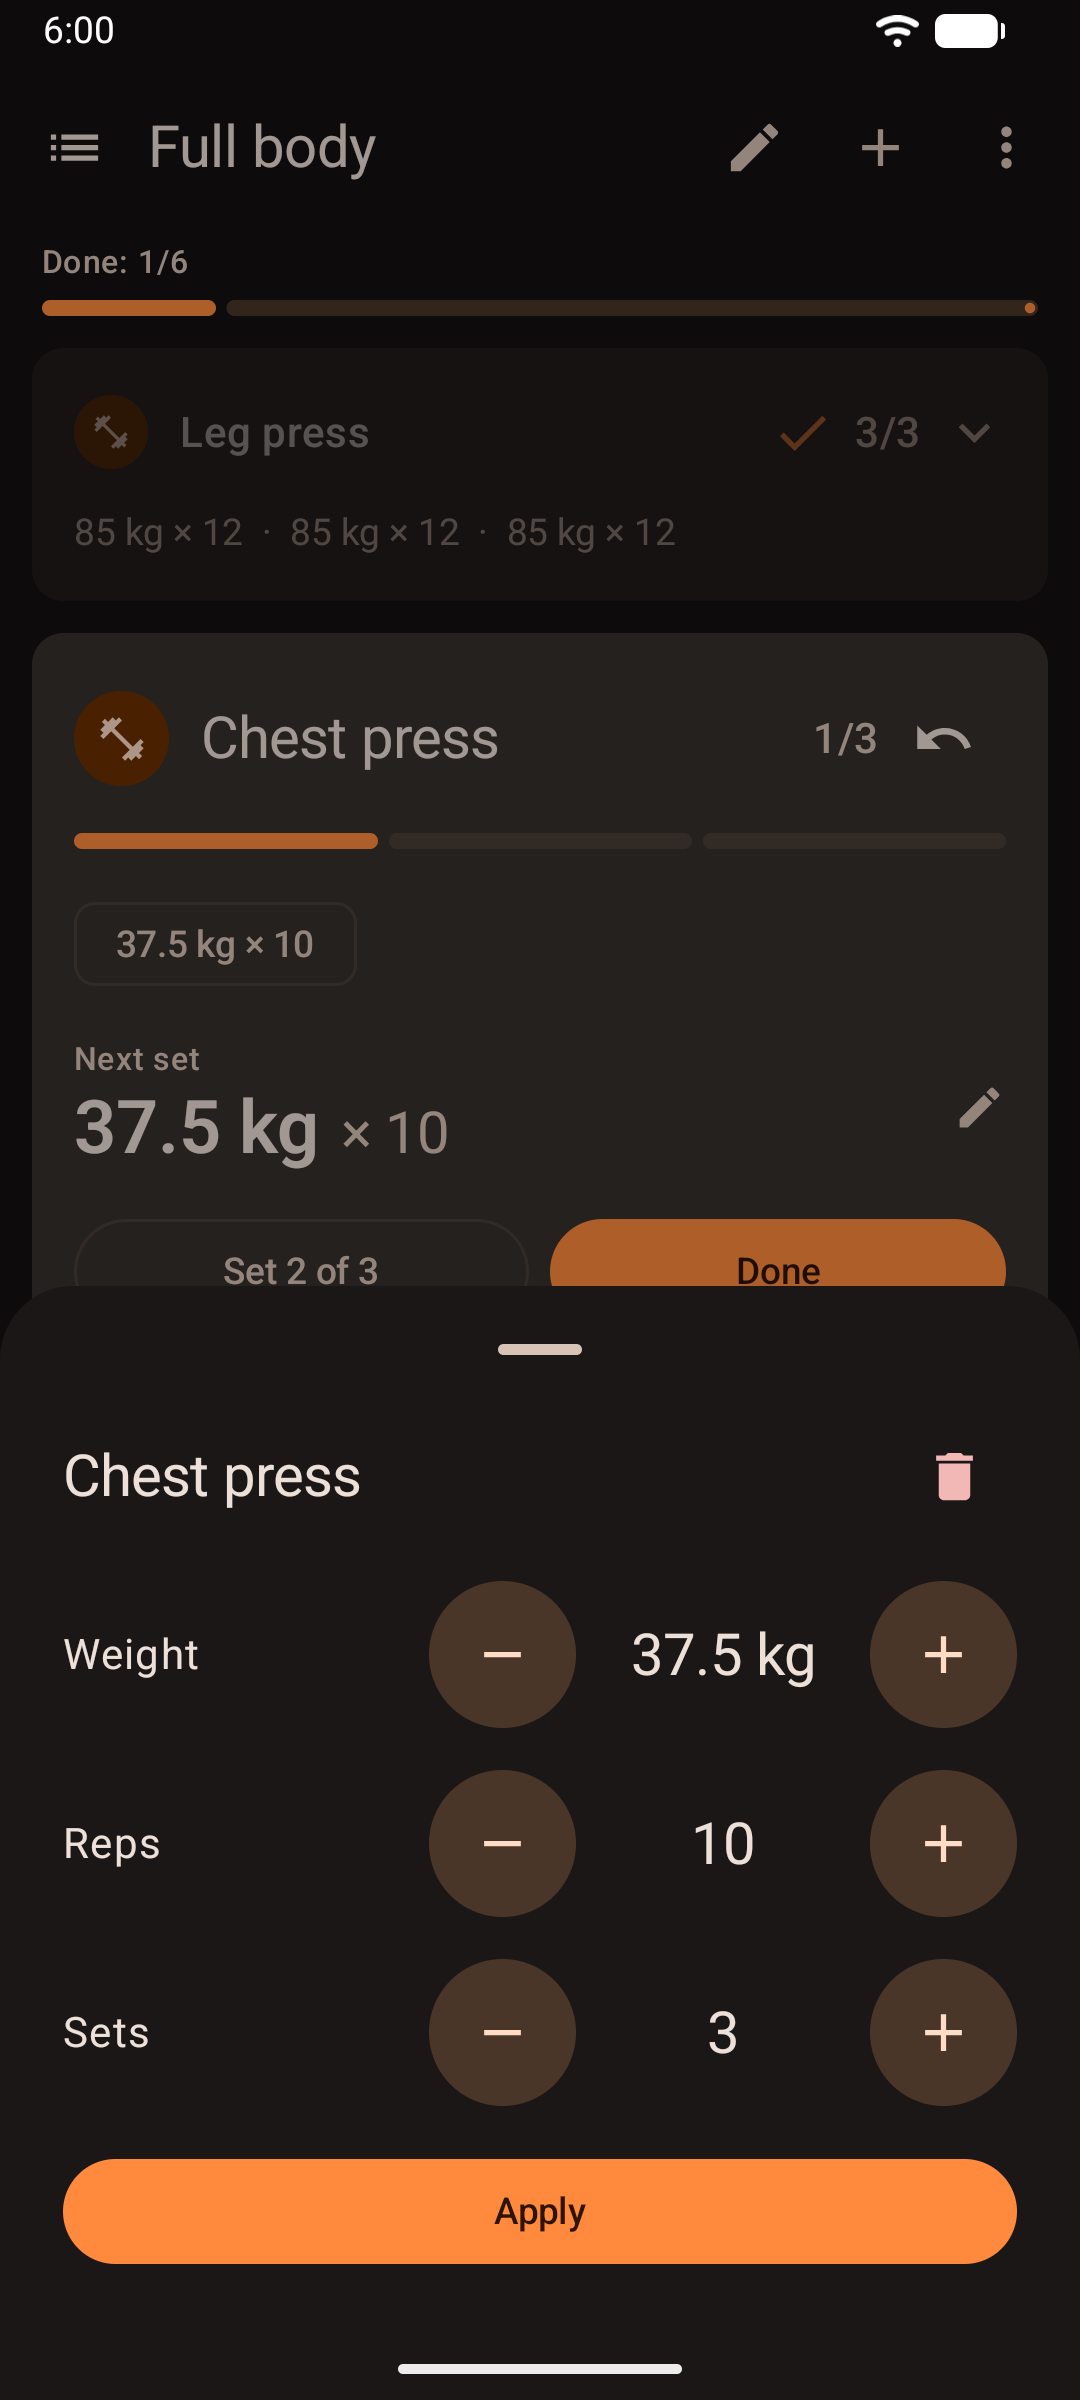 6:00
Full body
Done: 1/6
Leg press 3/3
85 kg × 12 · 85 kg × 12 · 85 kg × 12
Chest press 1/3
37.5 kg × 10
Next set
37.5 kg × 10
Set 2 of 3 Done
Chest press
Weight 37.5 kg
Reps 10
Sets 3
Apply